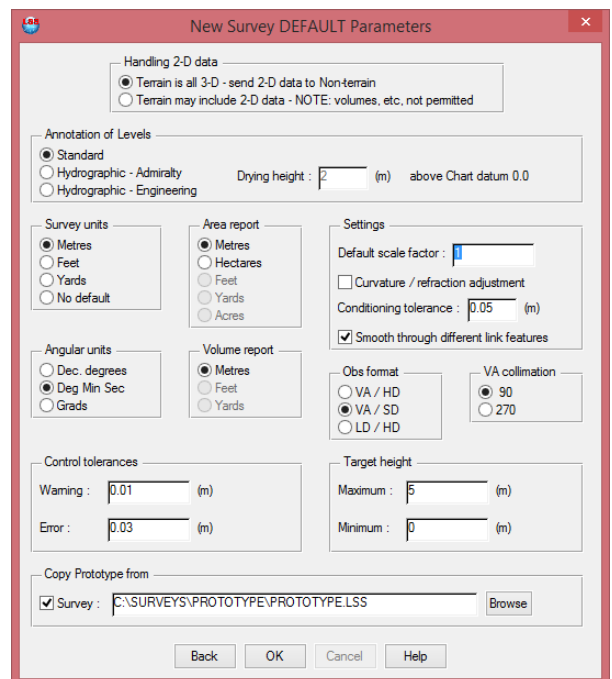 LSS
New Survey DEFAULT Parameters
Handling 2-D data
Terrain is all 3-D - send 2-D data to Non-terrain
Terrain may include 2-D data - NOTE: volumes, etc, not permitted
Annotation of Levels
Standard
Hydrographic - Admiralty
Hydrographic - Engineering
Drying height : 2 (m) above Chart datum 0.0
Survey units
Metres
Feet
Yards
No default
Area report
Metres
Hectares
Feet
Yards
Acres
Settings
Default scale factor : 1
Curvature / refraction adjustment
Conditioning tolerance : 0.05 (m)
Smooth through different link features
Angular units
Dec. degrees
Deg Min Sec
Grads
Volume report
Metres
Feet
Yards
Obs format
VA / HD
VA / SD
LD / HD
VA collimation
90
270
Control tolerances
Warning : 0.01 (m)
Error : 0.03 (m)
Target height
Maximum : 5 (m)
Minimum : 0 (m)
Copy Prototype from
Survey : C:\SURVEYS\PROTOTYPE\PROTOTYPE.LSS Browse
Back OK Cancel Help